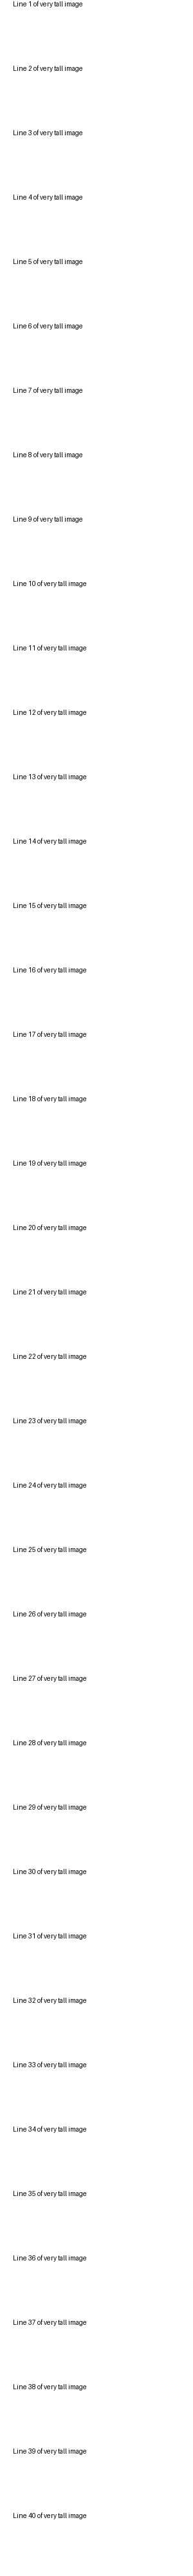 Line 1 of very tall image
Line 2 of very tall image
Line 3 of very tall image
Line 4 of very tall image
Line 5 of very tall image
Line 6 of very tall image
Line 7 of very tall image
Line 8 of very tall image
Line 9 of very tall image
Line 10 of very tall image
Line 11 of very tall image
Line 12 of very tall image
Line 13 of very tall image
Line 14 of very tall image
Line 15 of very tall image
Line 16 of very tall image
Line 17 of very tall image
Line 18 of very tall image
Line 19 of very tall image
Line 20 of very tall image
Line 21 of very tall image
Line 22 of very tall image
Line 23 of very tall image
Line 24 of very tall image
Line 25 of very tall image
Line 26 of very tall image
Line 27 of very tall image
Line 28 of very tall image
Line 29 of very tall image
Line 30 of very tall image
Line 31 of very tall image
Line 32 of very tall image
Line 33 of very tall image
Line 34 of very tall image
Line 35 of very tall image
Line 36 of very tall image
Line 37 of very tall image
Line 38 of very tall image
Line 39 of very tall image
Line 40 of very tall image